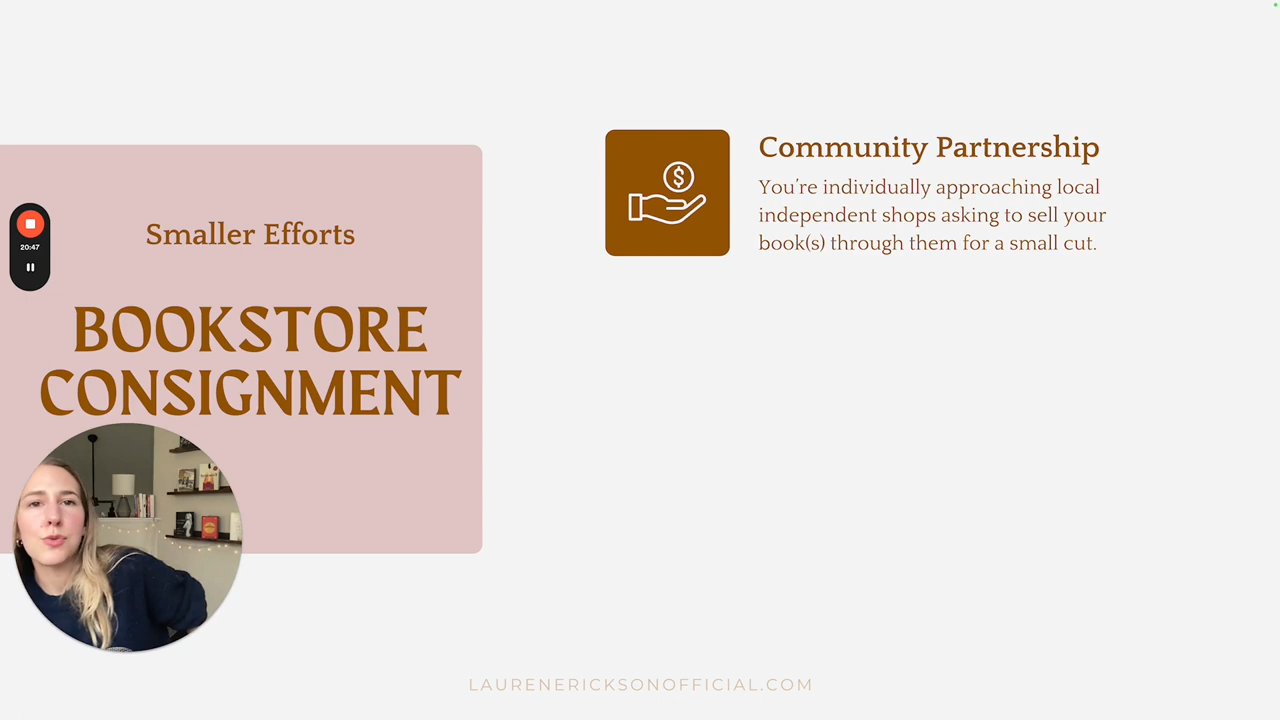 Smaller Efforts
BOOKSTORE
CONSIGNMENT
20:47
$
Community Partnership
You're individually approaching local
independent shops asking to sell your
book(s) through them for a small cut.
LAURENERICKSONOFFICIAL.COM